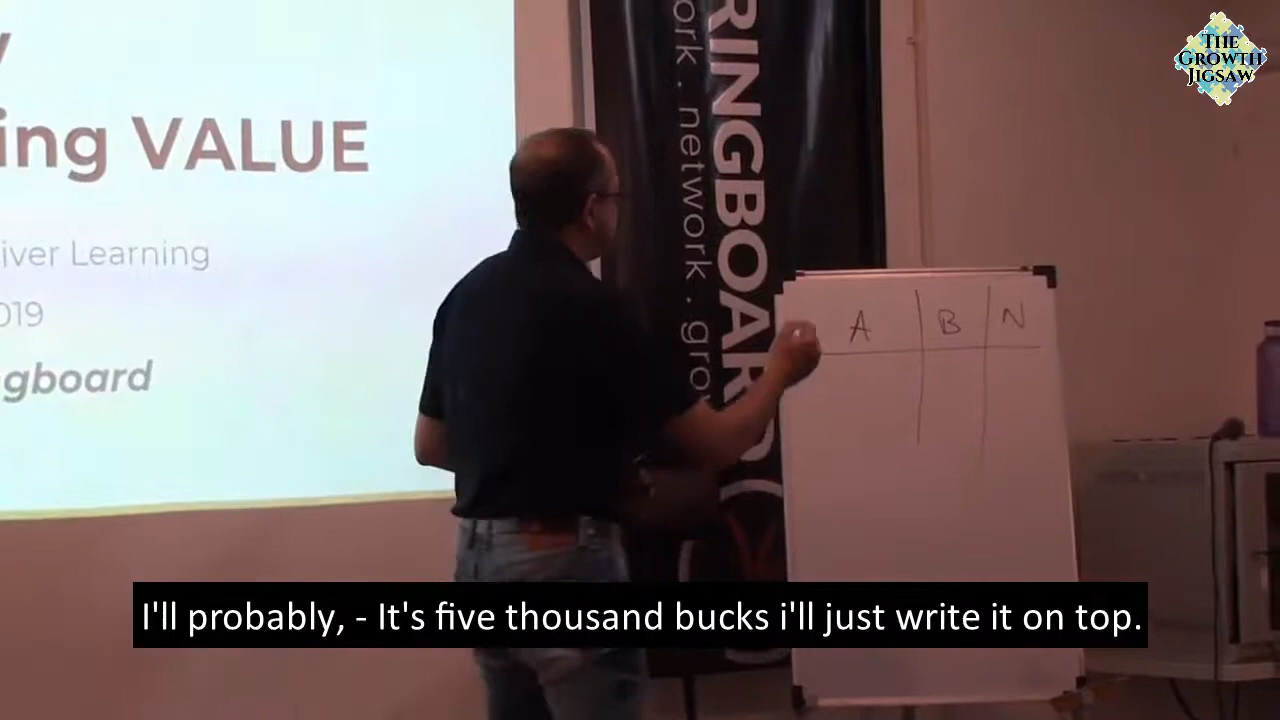 THE
GROWTH
JIGSAW
ing VALUE
iver Learning
019
gboard
RINGBOAR
ork . network . gro
A B N
I'll probably, - It's five thousand bucks i'll just write it on top.